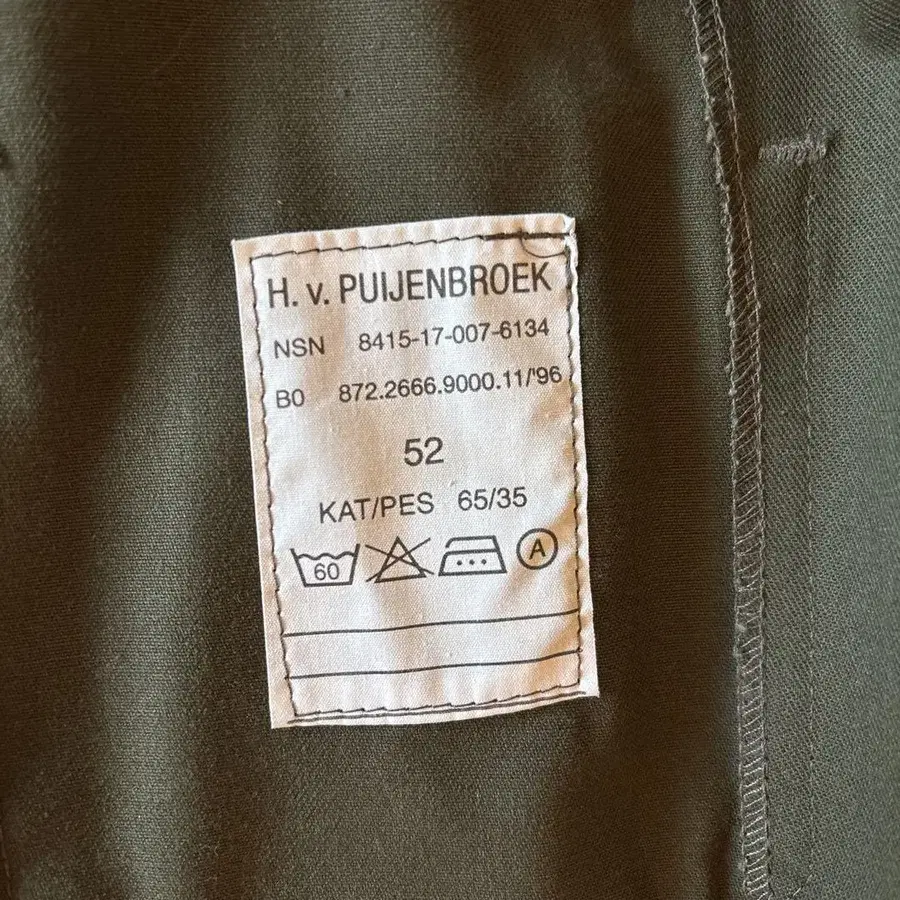 H. v. PUIJENBROEK
NSN 8415-17-007-6134
B0 872.2666.9000.11/'96
52
KAT/PES 65/35
60 A